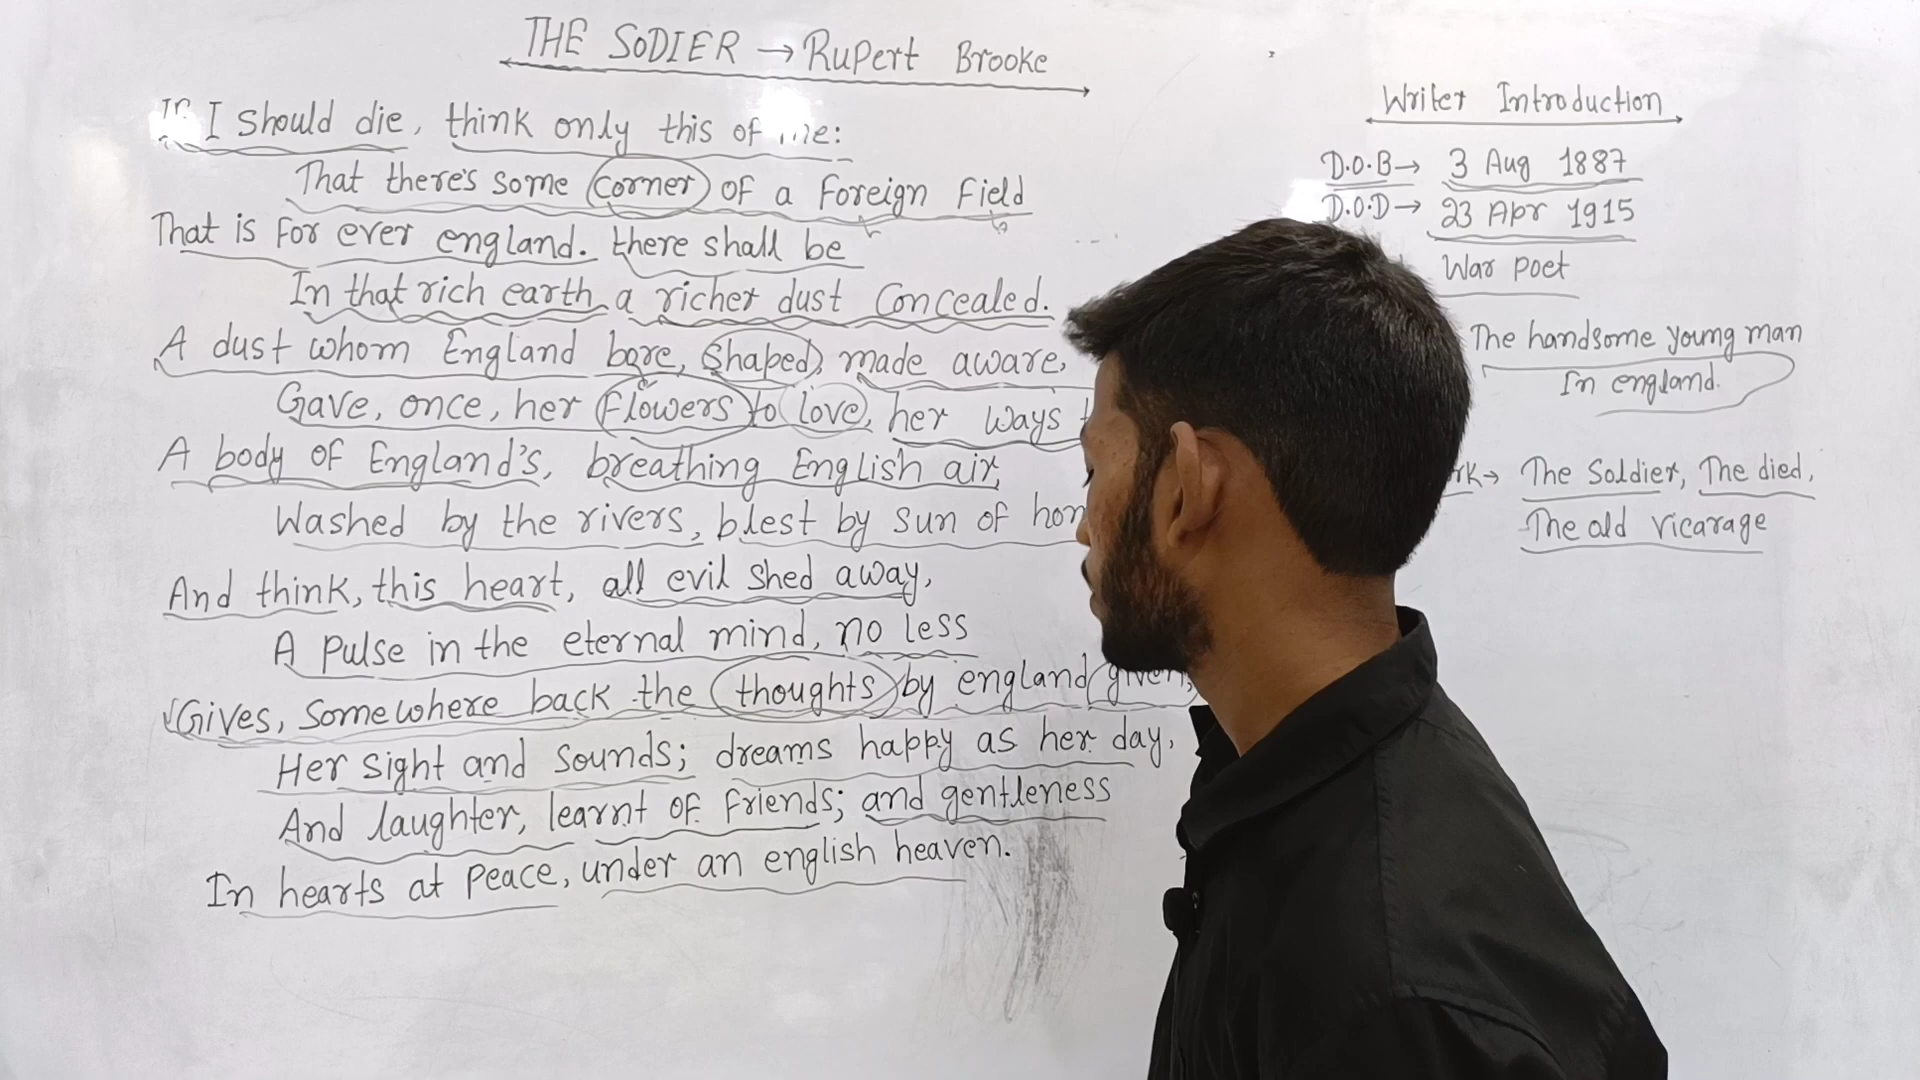 THE SODIER → Rupert Brooke
I should die, think only this of me:
That there's some corner of a foreign field
That is for ever england. there shall be
In that rich earth a richer dust concealed.
A dust whom England bore, shaped, made aware,
Gave, once, her flowers to love, her ways
A body of England's, breathing English air,
Washed by the rivers, blest by sun of
And think, this heart, all evil shed away,
A pulse in the eternal mind, no less
Gives, somewhere back the thoughts by england given,
Her sight and sounds; dreams happy as her day,
And laughter, learnt of friends; and gentleness
In hearts at peace, under an english heaven.
Writer Introduction
D.O.B → 3 Aug 1887
D.O.D → 23 Apr 1915
War poet
The handsome young man
In england.
→ The Soldier, The died,
The old vicarage